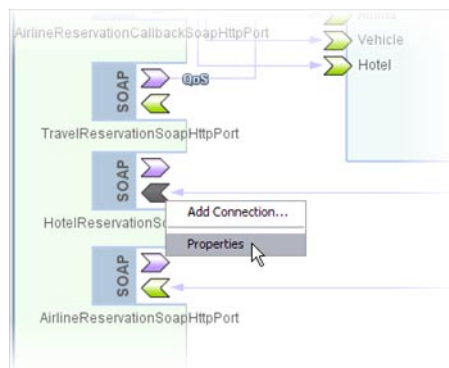 AirlineReservationCallbackSoapHttpPort
Vehicle
Hotel
SOAP
QoS
TravelReservationSoapHttpPort
SOAP
HotelReservationSo
Add Connection...
Properties
SOAP
AirlineReservationSoapHttpPort